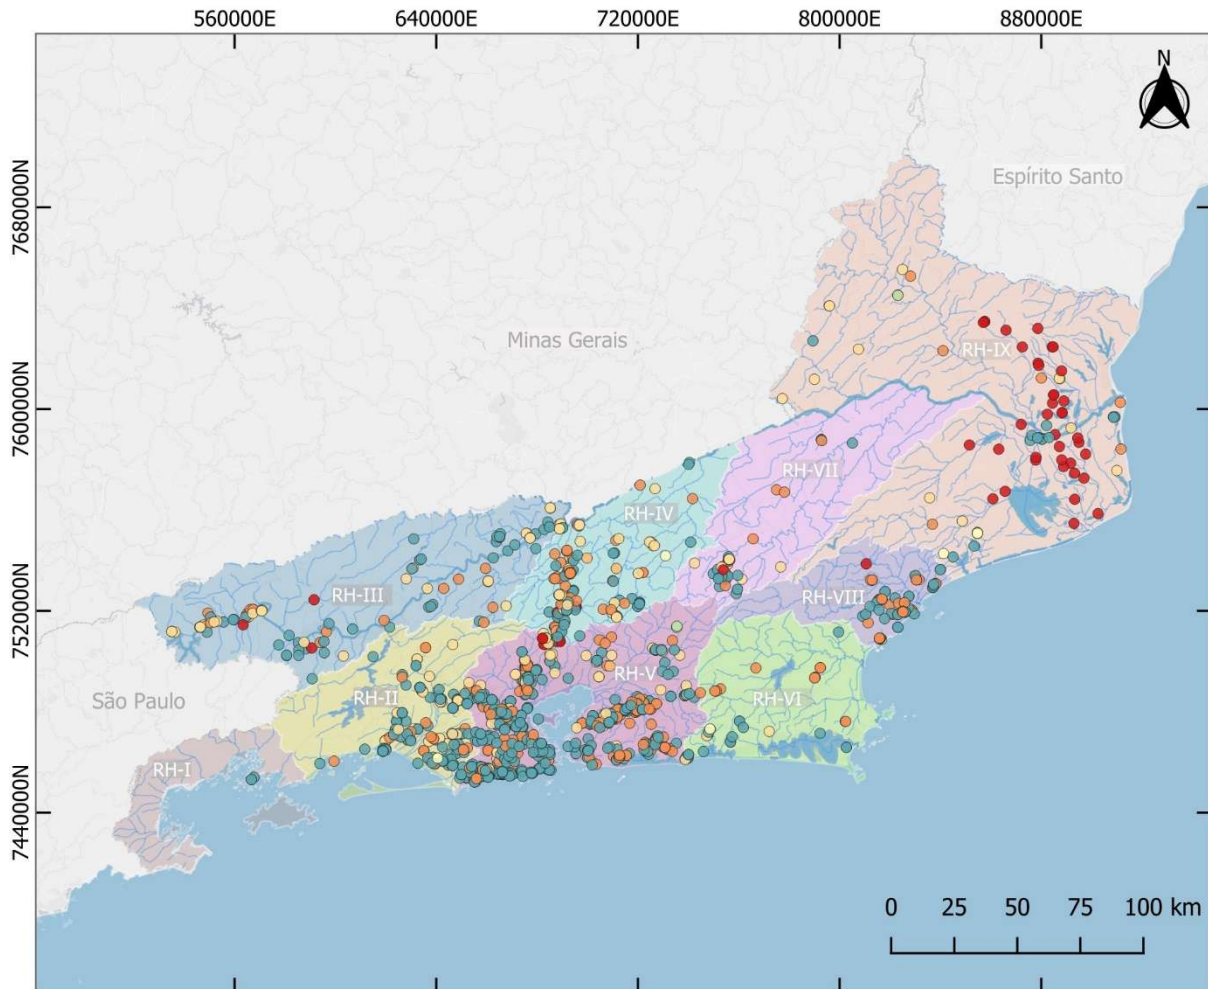 560000E 640000E 720000E 800000E 880000E
N
Espírito Santo
7680000N
Minas Gerais
RH-IX
7600000N
RH-VII
RH-IV
RH-III
RH-VIII
7520000N
RH-V
São Paulo
RH-II
RH-VI
RH-I
7440000N
0 25 50 75 100 km